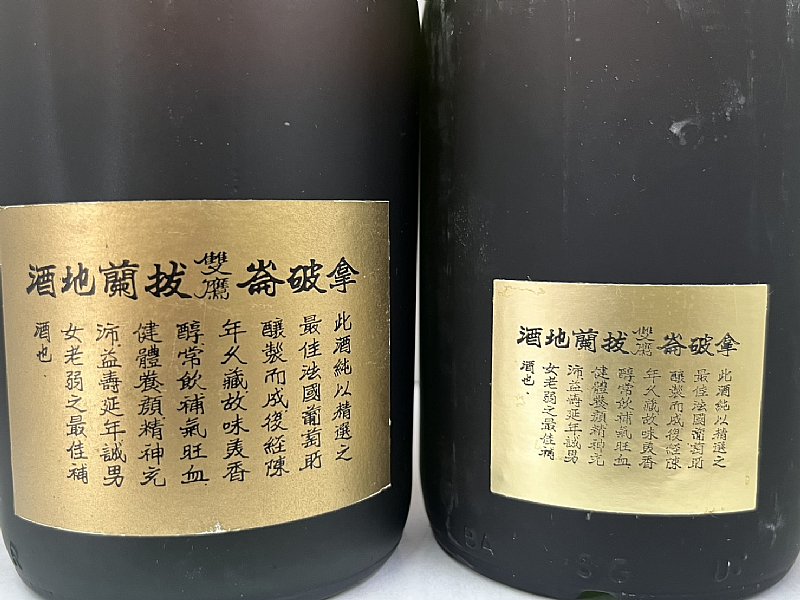 拿破崙雙鷹拔蘭地酒
此酒純以精選之
最佳法國葡萄所
釀製而成後經陳
年久藏故味美香
醇常飲補氣旺血
健體養顏精神充
沛益壽延年誠男
女老弱之最佳補
酒也
拿破崙雙鷹拔蘭地酒
此酒純以精選之
最佳法國葡萄所
釀製而成後經陳
年久藏故味美香
醇常飲補氣旺血
健體養顏精神充
沛益壽延年誠男
女老弱之最佳補
酒也
BA
SG